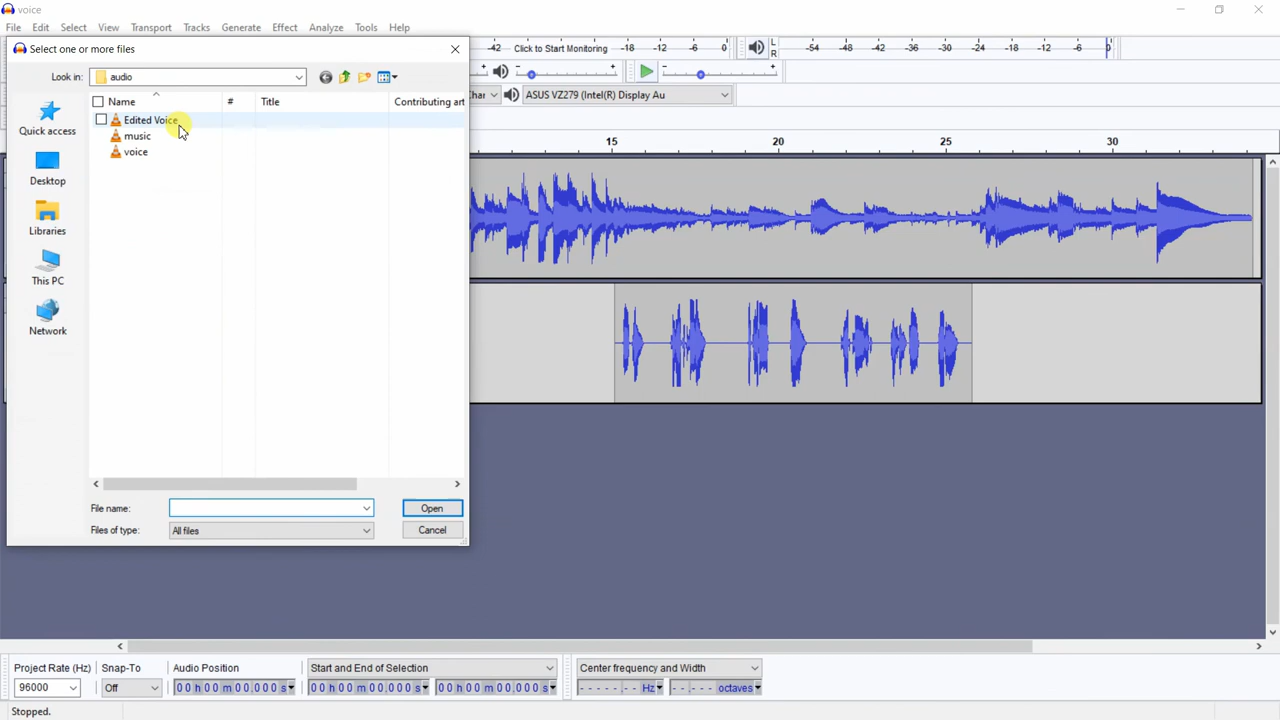 voice
File Edit Select View Transport Tracks Generate Effect Analyze Tools Help
Select one or more files
-42 Click to Start Monitoring -18 -12 -6 0
L
R
-54 -48 -42 -36 -30 -24 -18 -12 -6
Look in: audio
Char
ASUS VZ279 (Intel(R) Display Au
Name # Title Contributing art
Quick access
Desktop
Libraries
This PC
Network
Edited Voice
music
voice
15 20 25 30
File name: Open
Files of type: All files Cancel
Project Rate (Hz) Snap-To Audio Position Start and End of Selection Center frequency and Width
96000 Off 00 h 00 m 00.000 s 00 h 00 m 00.000 s 00 h 00 m 00.000 s -----.-- Hz --.--- octaves
Stopped.